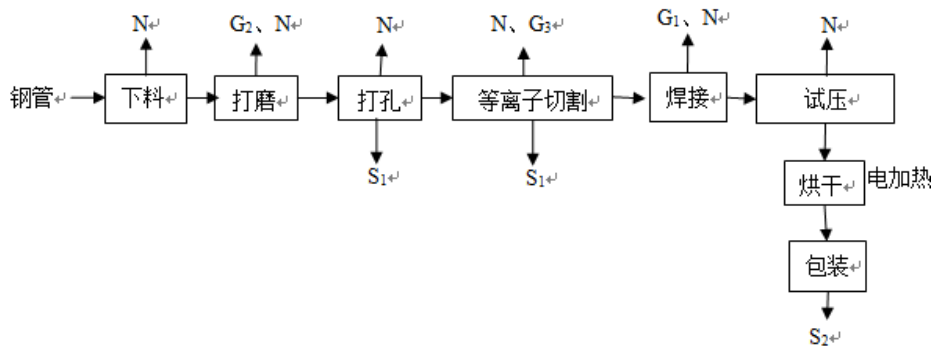 N↵ G₂、N↵ N↵ N、G₃↵ G₁、N↵ N↵
钢管↵ 下料↵ 打磨↵ 打孔↵ 等离子切割↵ 焊接↵ 试压↵
S₁↵ S₁↵ 烘干↵ 电加热
包装↵
S₂↵